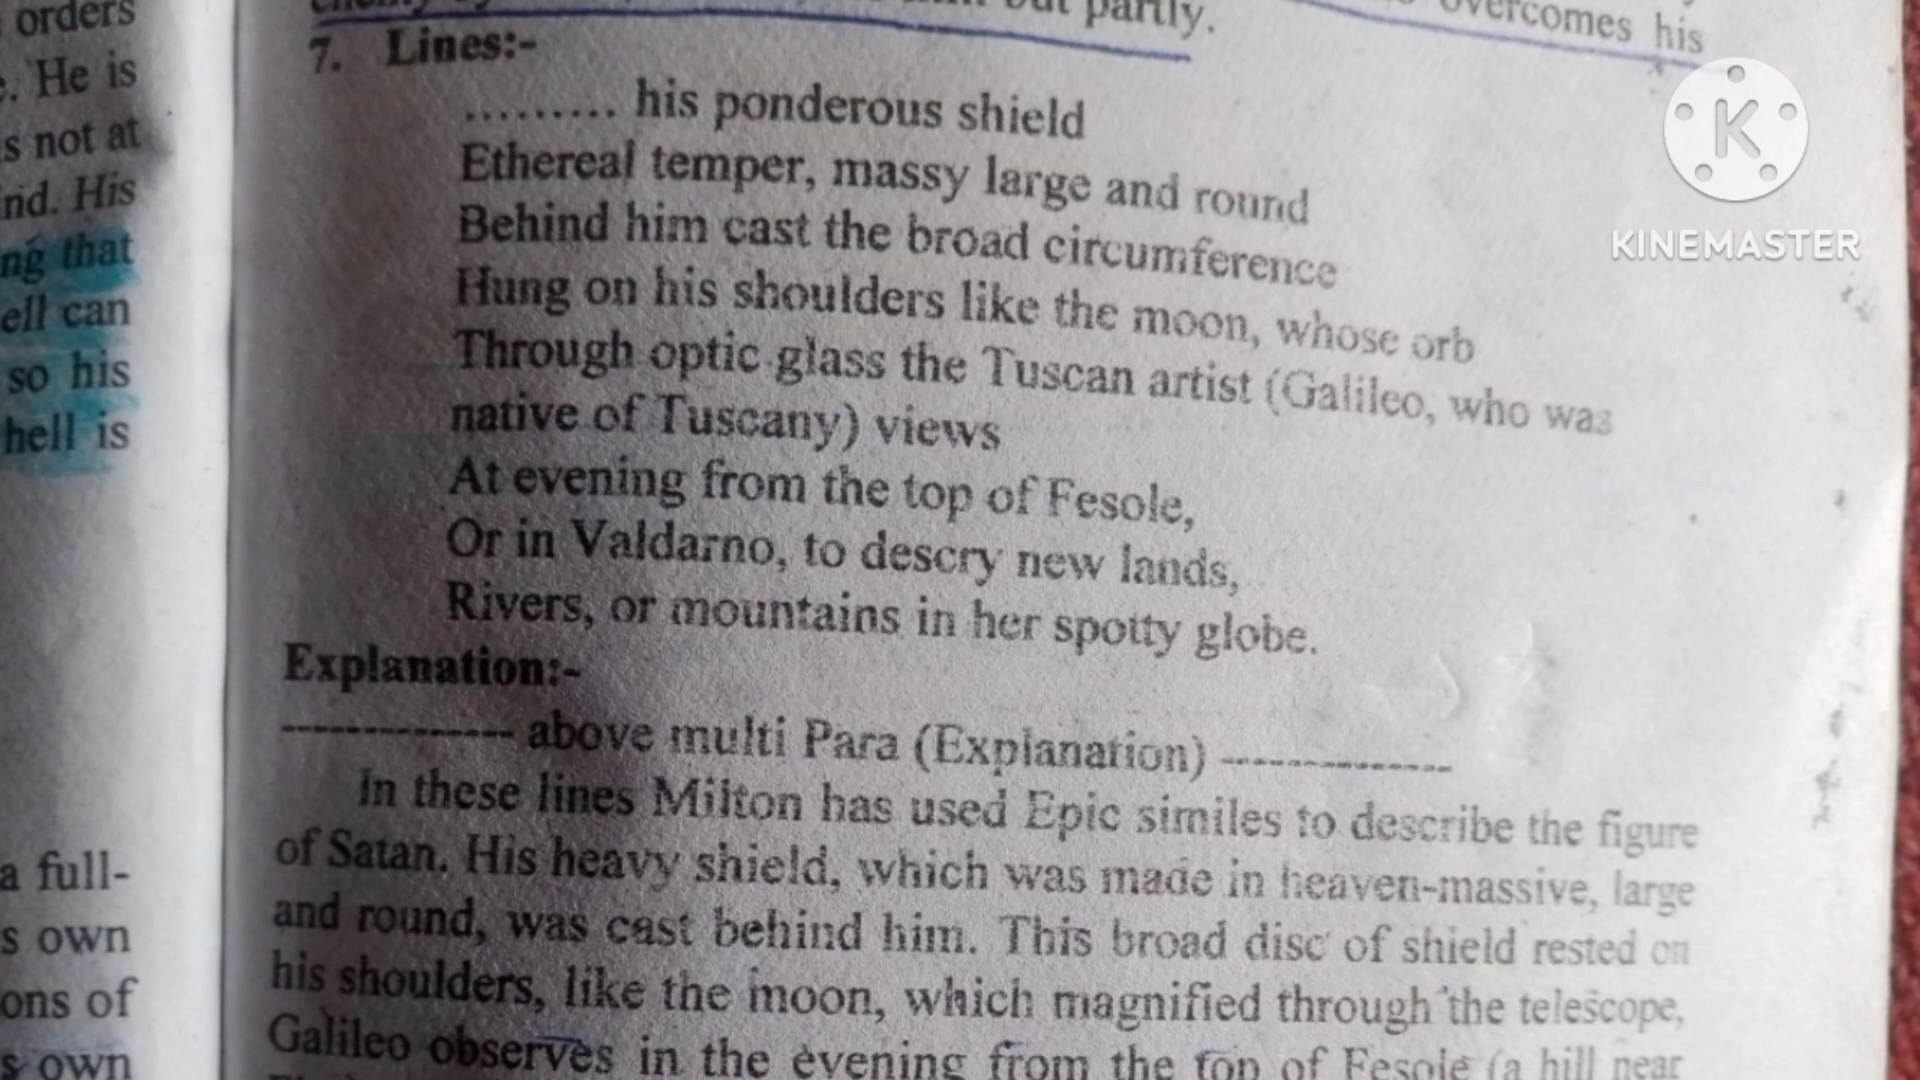 orders
He is
s not at
nd. His
ng that
ell can
so his
hell is
a full-
s own
ons of
s own
but partly.
overcomes his
7. Lines:-
......... his ponderous shield
Ethereal temper, massy large and round
Behind him cast the broad circumference
Hung on his shoulders like the moon, whose orb
Through optic glass the Tuscan artist (Galileo, who was
native of Tuscany) views
At evening from the top of Fesole,
Or in Valdarno, to descry new lands,
Rivers, or mountains in her spotty globe.
Explanation:-
-------------- above multi Para (Explanation) --------------
In these lines Milton has used Epic similes to describe the figure
of Satan. His heavy shield, which was made in heaven-massive, large
and round, was cast behind him. This broad disc of shield rested on
his shoulders, like the moon, which magnified through the telescope,
Galileo observes in the evening from the top of Fesole (a hill near
KINEMASTER